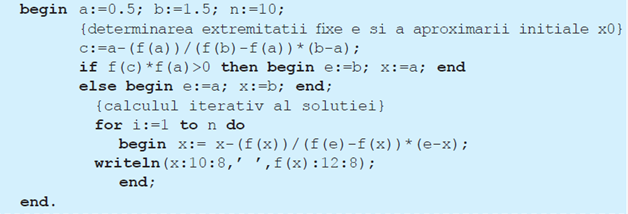 begin a:=0.5; b:=1.5; n:=10;
{determinarea extremitatii fixe e si a aproximarii initiale x0}
c:=a-(f(a))/(f(b)-f(a))*(b-a);
if f(c)*f(a)>0 then begin e:=b; x:=a; end
else begin e:=a; x:=b; end;
{calculul iterativ al solutiei}
for i:=1 to n do
begin x:= x-(f(x))/(f(e)-f(x))*(e-x);
writeln(x:10:8,’ ’,f(x):12:8);
end;
end.